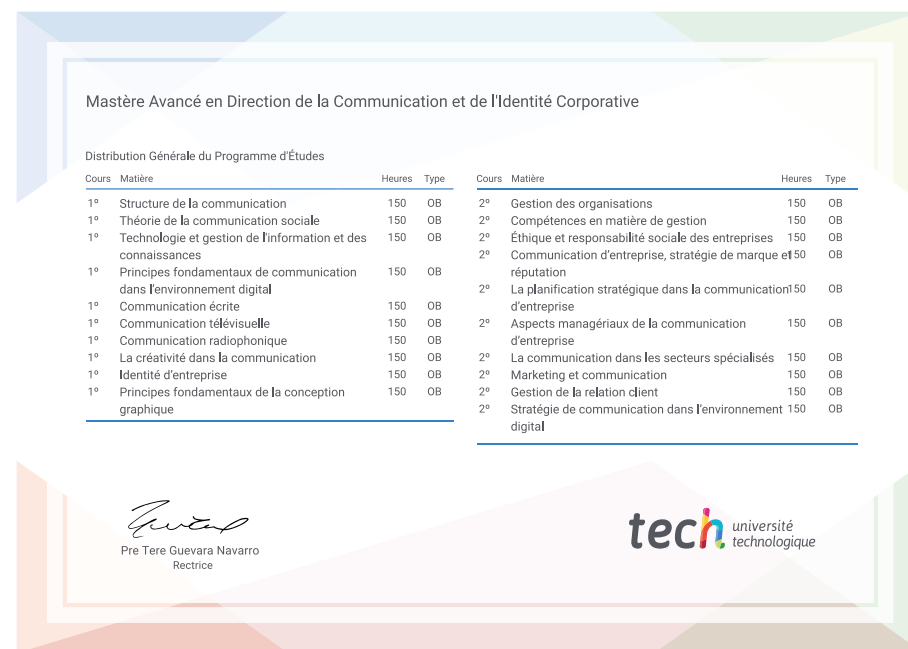 Mastère Avancé en Direction de la Communication et de l'Identité Corporative
Distribution Générale du Programme d'Études
Cours Matière Heures Type
1º Structure de la communication 150 OB
1º Théorie de la communication sociale 150 OB
1º Technologie et gestion de l'information et des 150 OB
connaissances
1º Principes fondamentaux de communication 150 OB
dans l'environnement digital
1º Communication écrite 150 OB
1º Communication télévisuelle 150 OB
1º Communication radiophonique 150 OB
1º La créativité dans la communication 150 OB
1º Identité d'entreprise 150 OB
1º Principes fondamentaux de la conception 150 OB
graphique
Cours Matière Heures Type
2º Gestion des organisations 150 OB
2º Compétences en matière de gestion 150 OB
2º Éthique et responsabilité sociale des entreprises 150 OB
2º Communication d'entreprise, stratégie de marque et 150 OB
réputation
2º La planification stratégique dans la communication 150 OB
d'entreprise
2º Aspects managériaux de la communication 150 OB
d'entreprise
2º La communication dans les secteurs spécialisés 150 OB
2º Marketing et communication 150 OB
2º Gestion de la relation client 150 OB
2º Stratégie de communication dans l'environnement 150 OB
digital
Pre Tere Guevara Navarro
Rectrice
tech université
technologique